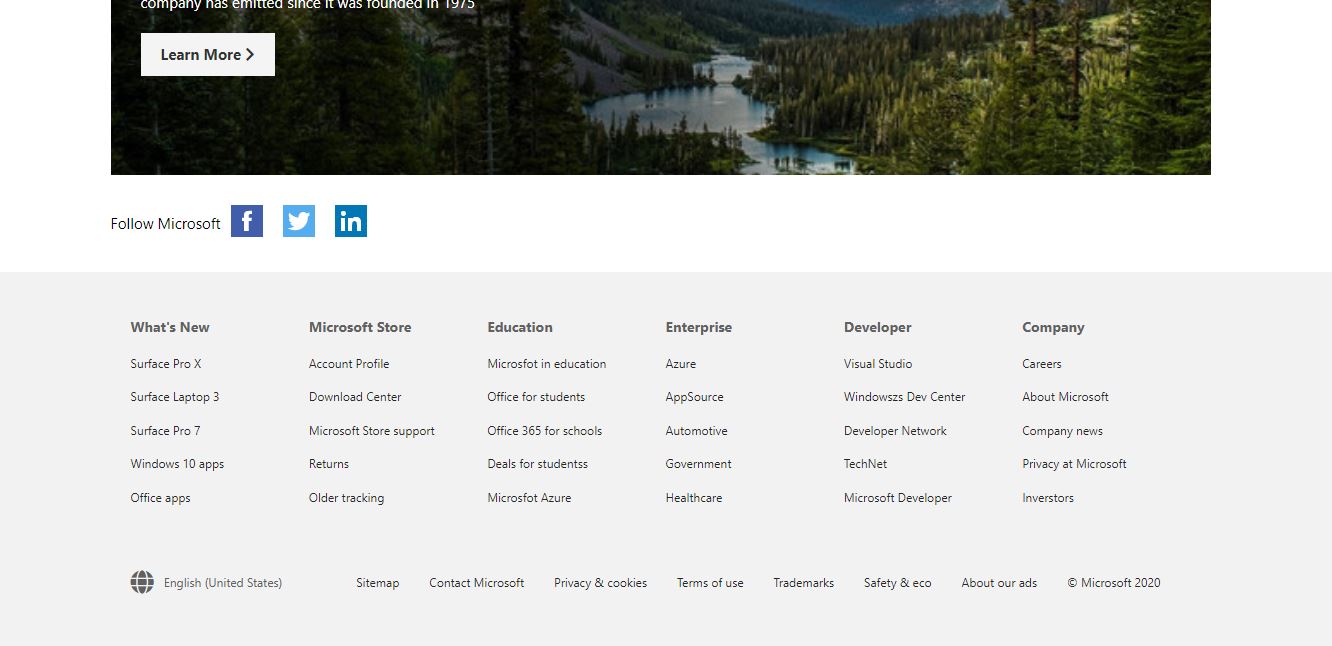 company has emitted since it was founded in 1975
Learn More
Follow Microsoft
What's New
Surface Pro X
Surface Laptop 3
Surface Pro 7
Windows 10 apps
Office apps
Microsoft Store
Account Profile
Download Center
Microsoft Store support
Returns
Older tracking
Education
Microsfot in education
Office for students
Office 365 for schools
Deals for studentss
Microsfot Azure
Enterprise
Azure
AppSource
Automotive
Government
Healthcare
Developer
Visual Studio
Windowszs Dev Center
Developer Network
TechNet
Microsoft Developer
Company
Careers
About Microsoft
Company news
Privacy at Microsoft
Inverstors
English (United States)
Sitemap
Contact Microsoft
Privacy & cookies
Terms of use
Trademarks
Safety & eco
About our ads
© Microsoft 2020